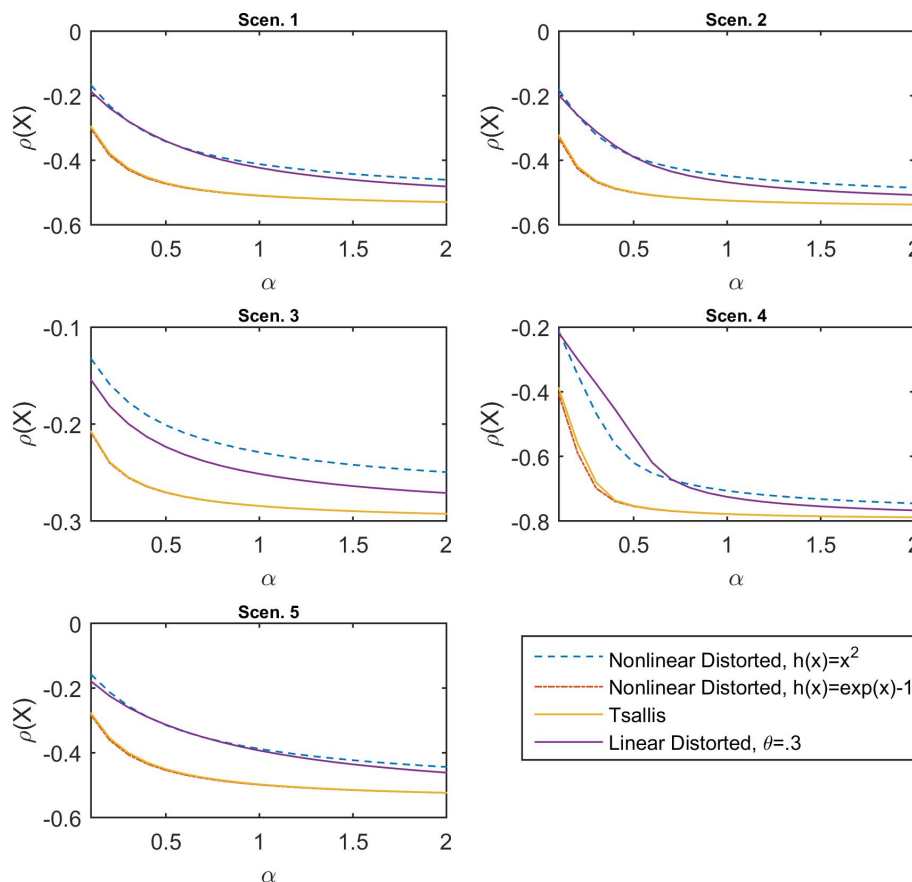 Scen. 1
0
-0.2
-0.4
-0.6
ρ(X)
0.5
1
1.5
2
α
Scen. 2
0
-0.2
-0.4
-0.6
ρ(X)
0.5
1
1.5
2
α
Scen. 3
-0.1
-0.2
-0.3
ρ(X)
0.5
1
1.5
2
α
Scen. 4
-0.2
-0.4
-0.6
-0.8
ρ(X)
0.5
1
1.5
2
α
Scen. 5
0
-0.2
-0.4
-0.6
ρ(X)
0.5
1
1.5
2
α
Nonlinear Distorted, h(x)=x²
Nonlinear Distorted, h(x)=exp(x)-1
Tsallis
Linear Distorted, θ=.3